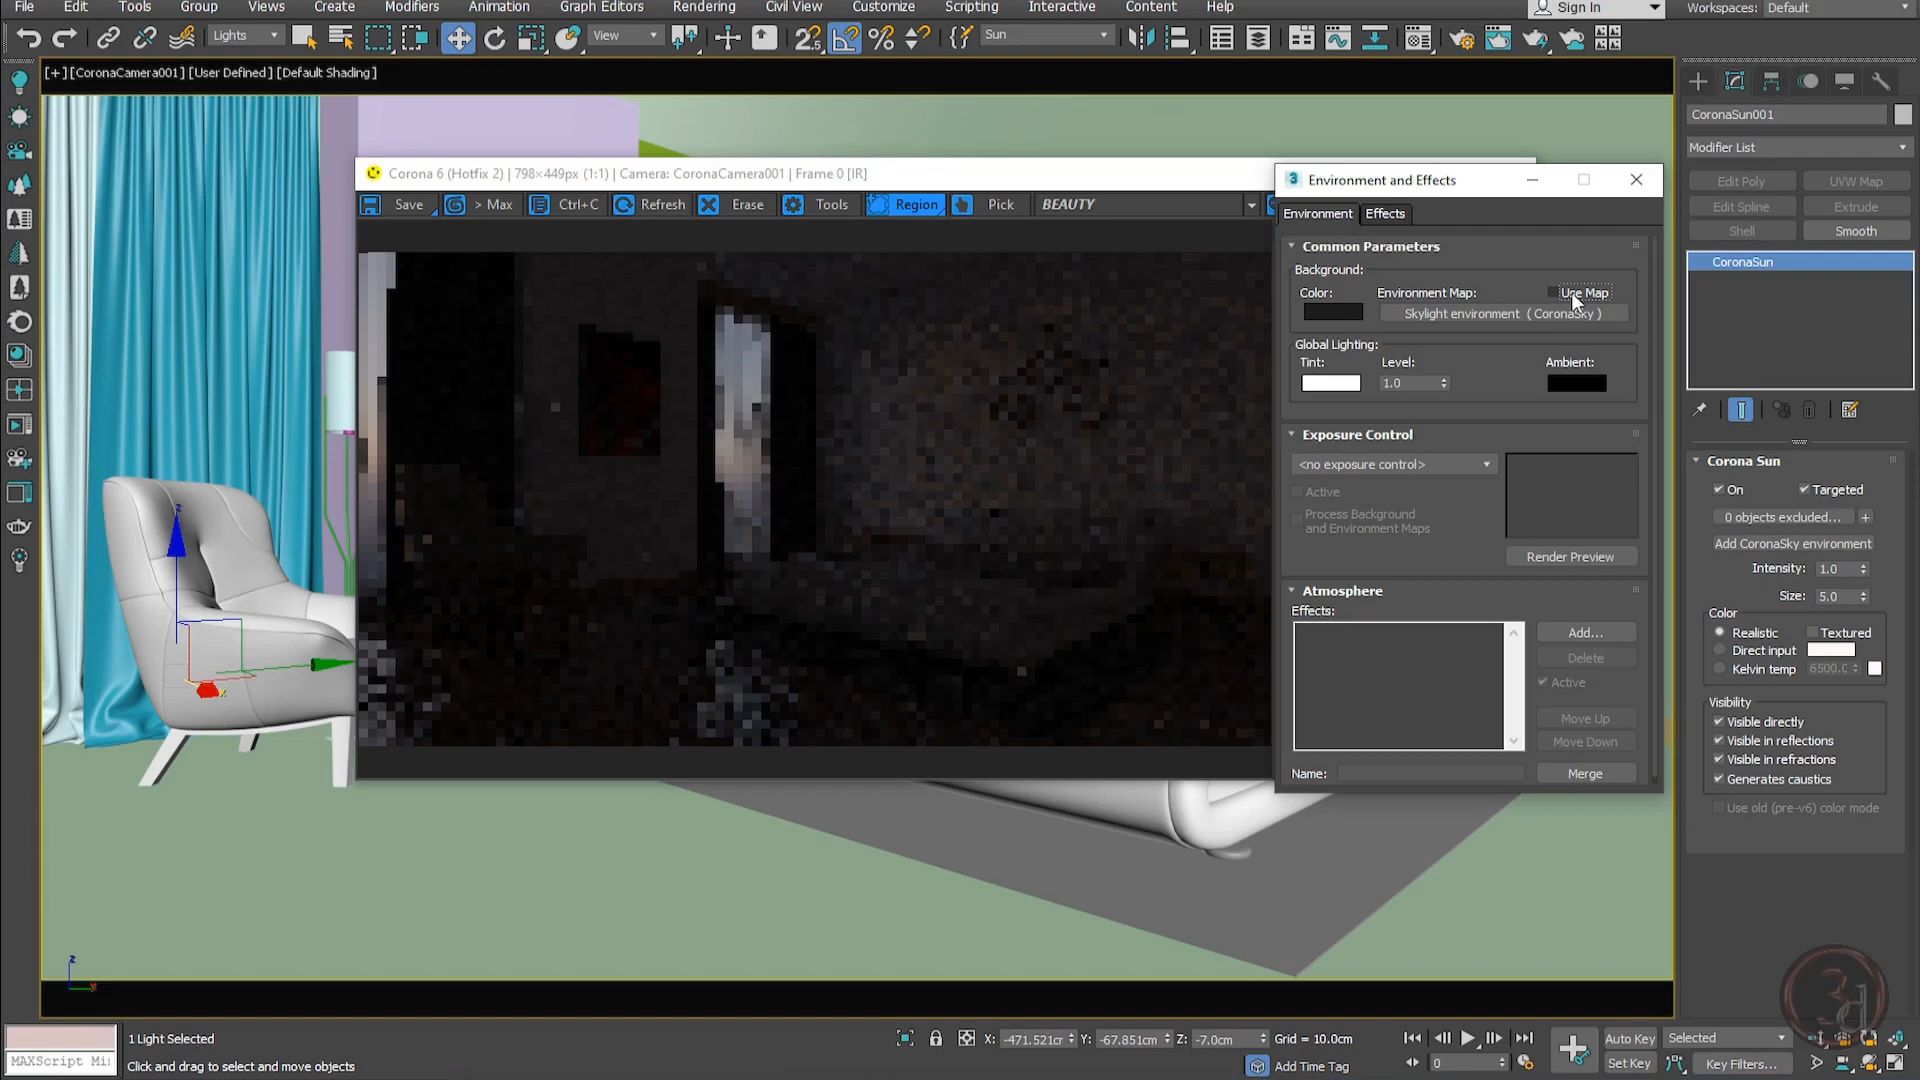 File Edit Tools Group Views Create Modifiers Animation Graph Editors Rendering Civil View Customize Scripting Interactive Content Help Sign In Workspaces: Default
Lights View Sun
[+] [CoronaCamera001] [User Defined] [Default Shading]
CoronaSun001
Modifier List
Edit Poly UVW Map
Edit Spline Extrude
Shell Smooth
CoronaSun
Corona 6 (Hotfix 2) | 798×449px (1:1) | Camera: CoronaCamera001 | Frame 0 [IR]
Save > Max Ctrl+C Refresh Erase Tools Region Pick BEAUTY
Environment and Effects
Environment Effects
Common Parameters
Background:
Color: Environment Map: Use Map
Skylight environment ( CoronaSky )
Global Lighting:
Tint: Level: Ambient:
1.0
Exposure Control
<no exposure control>
Active
Process Background
and Environment Maps
Render Preview
Atmosphere
Effects:
Add...
Delete
Active
Move Up
Move Down
Name: Merge
Corona Sun
On Targeted
0 objects excluded... +
Add CoronaSky environment
Intensity: 1.0
Size: 5.0
Color
Realistic Textured
Direct input
Kelvin temp 6500.0
Visibility
Visible directly
Visible in reflections
Visible in refractions
Generates caustics
Use old (pre-v6) color mode
z
x
z
3d
MAXScript Mi
1 Light Selected
Click and drag to select and move objects
X: -471.521cr Y: -67.851cm Z: -7.0cm Grid = 10.0cm
Add Time Tag
0
Auto Key Selected
Set Key Key Filters...